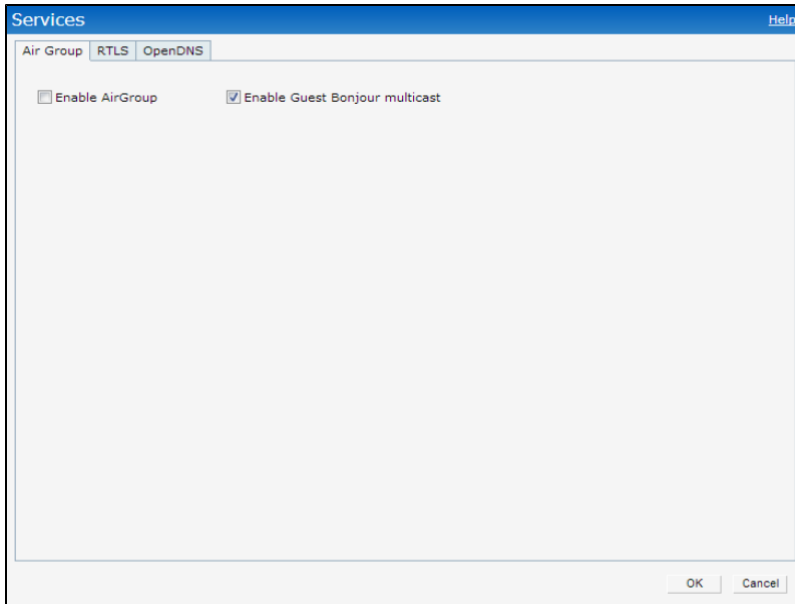 Services Help
Air Group RTLS OpenDNS
Enable AirGroup Enable Guest Bonjour multicast
OK Cancel